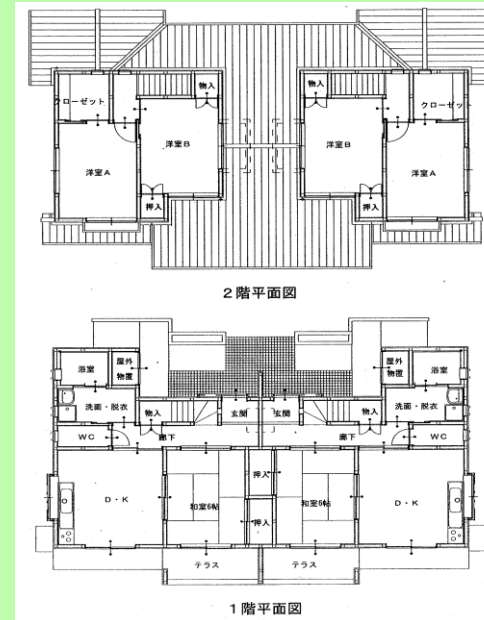 物入
物入
クローゼット
クローゼット
洋室B
洋室B
洋室A
洋室A
押入
押入
2階平面図
浴室
屋外
物置
屋外
物置
浴室
洗面・脱衣
物入
玄関
玄関
物入
洗面・脱衣
WC
廊下
廊下
WC
押入
D・K
和室6帖
和室6帖
D・K
押入
テラス
テラス
1階平面図